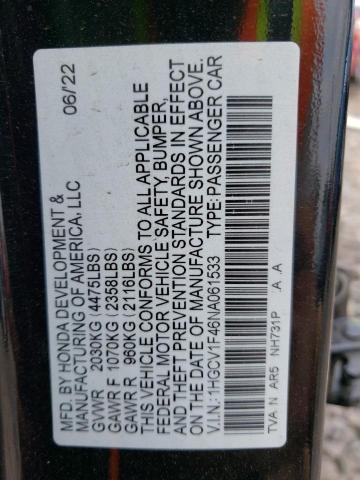 MFD. BY HONDA DEVELOPMENT & 06/22
MANUFACTURING OF AMERICA, LLC
GVWR 2030KG (4475LBS)
GAWR F 1070KG (2358LBS)
GAWR R 960KG (2116LBS)
THIS VEHICLE CONFORMS TO ALL APPLICABLE
FEDERAL MOTOR VEHICLE SAFETY, BUMPER,
AND THEFT PREVENTION STANDARDS IN EFFECT
ON THE DATE OF MANUFACTURE SHOWN ABOVE.
V.I.N.:1HGCV1F46NA061533 TYPE:PASSENGER CAR
TVA N AR5 NH731P A A